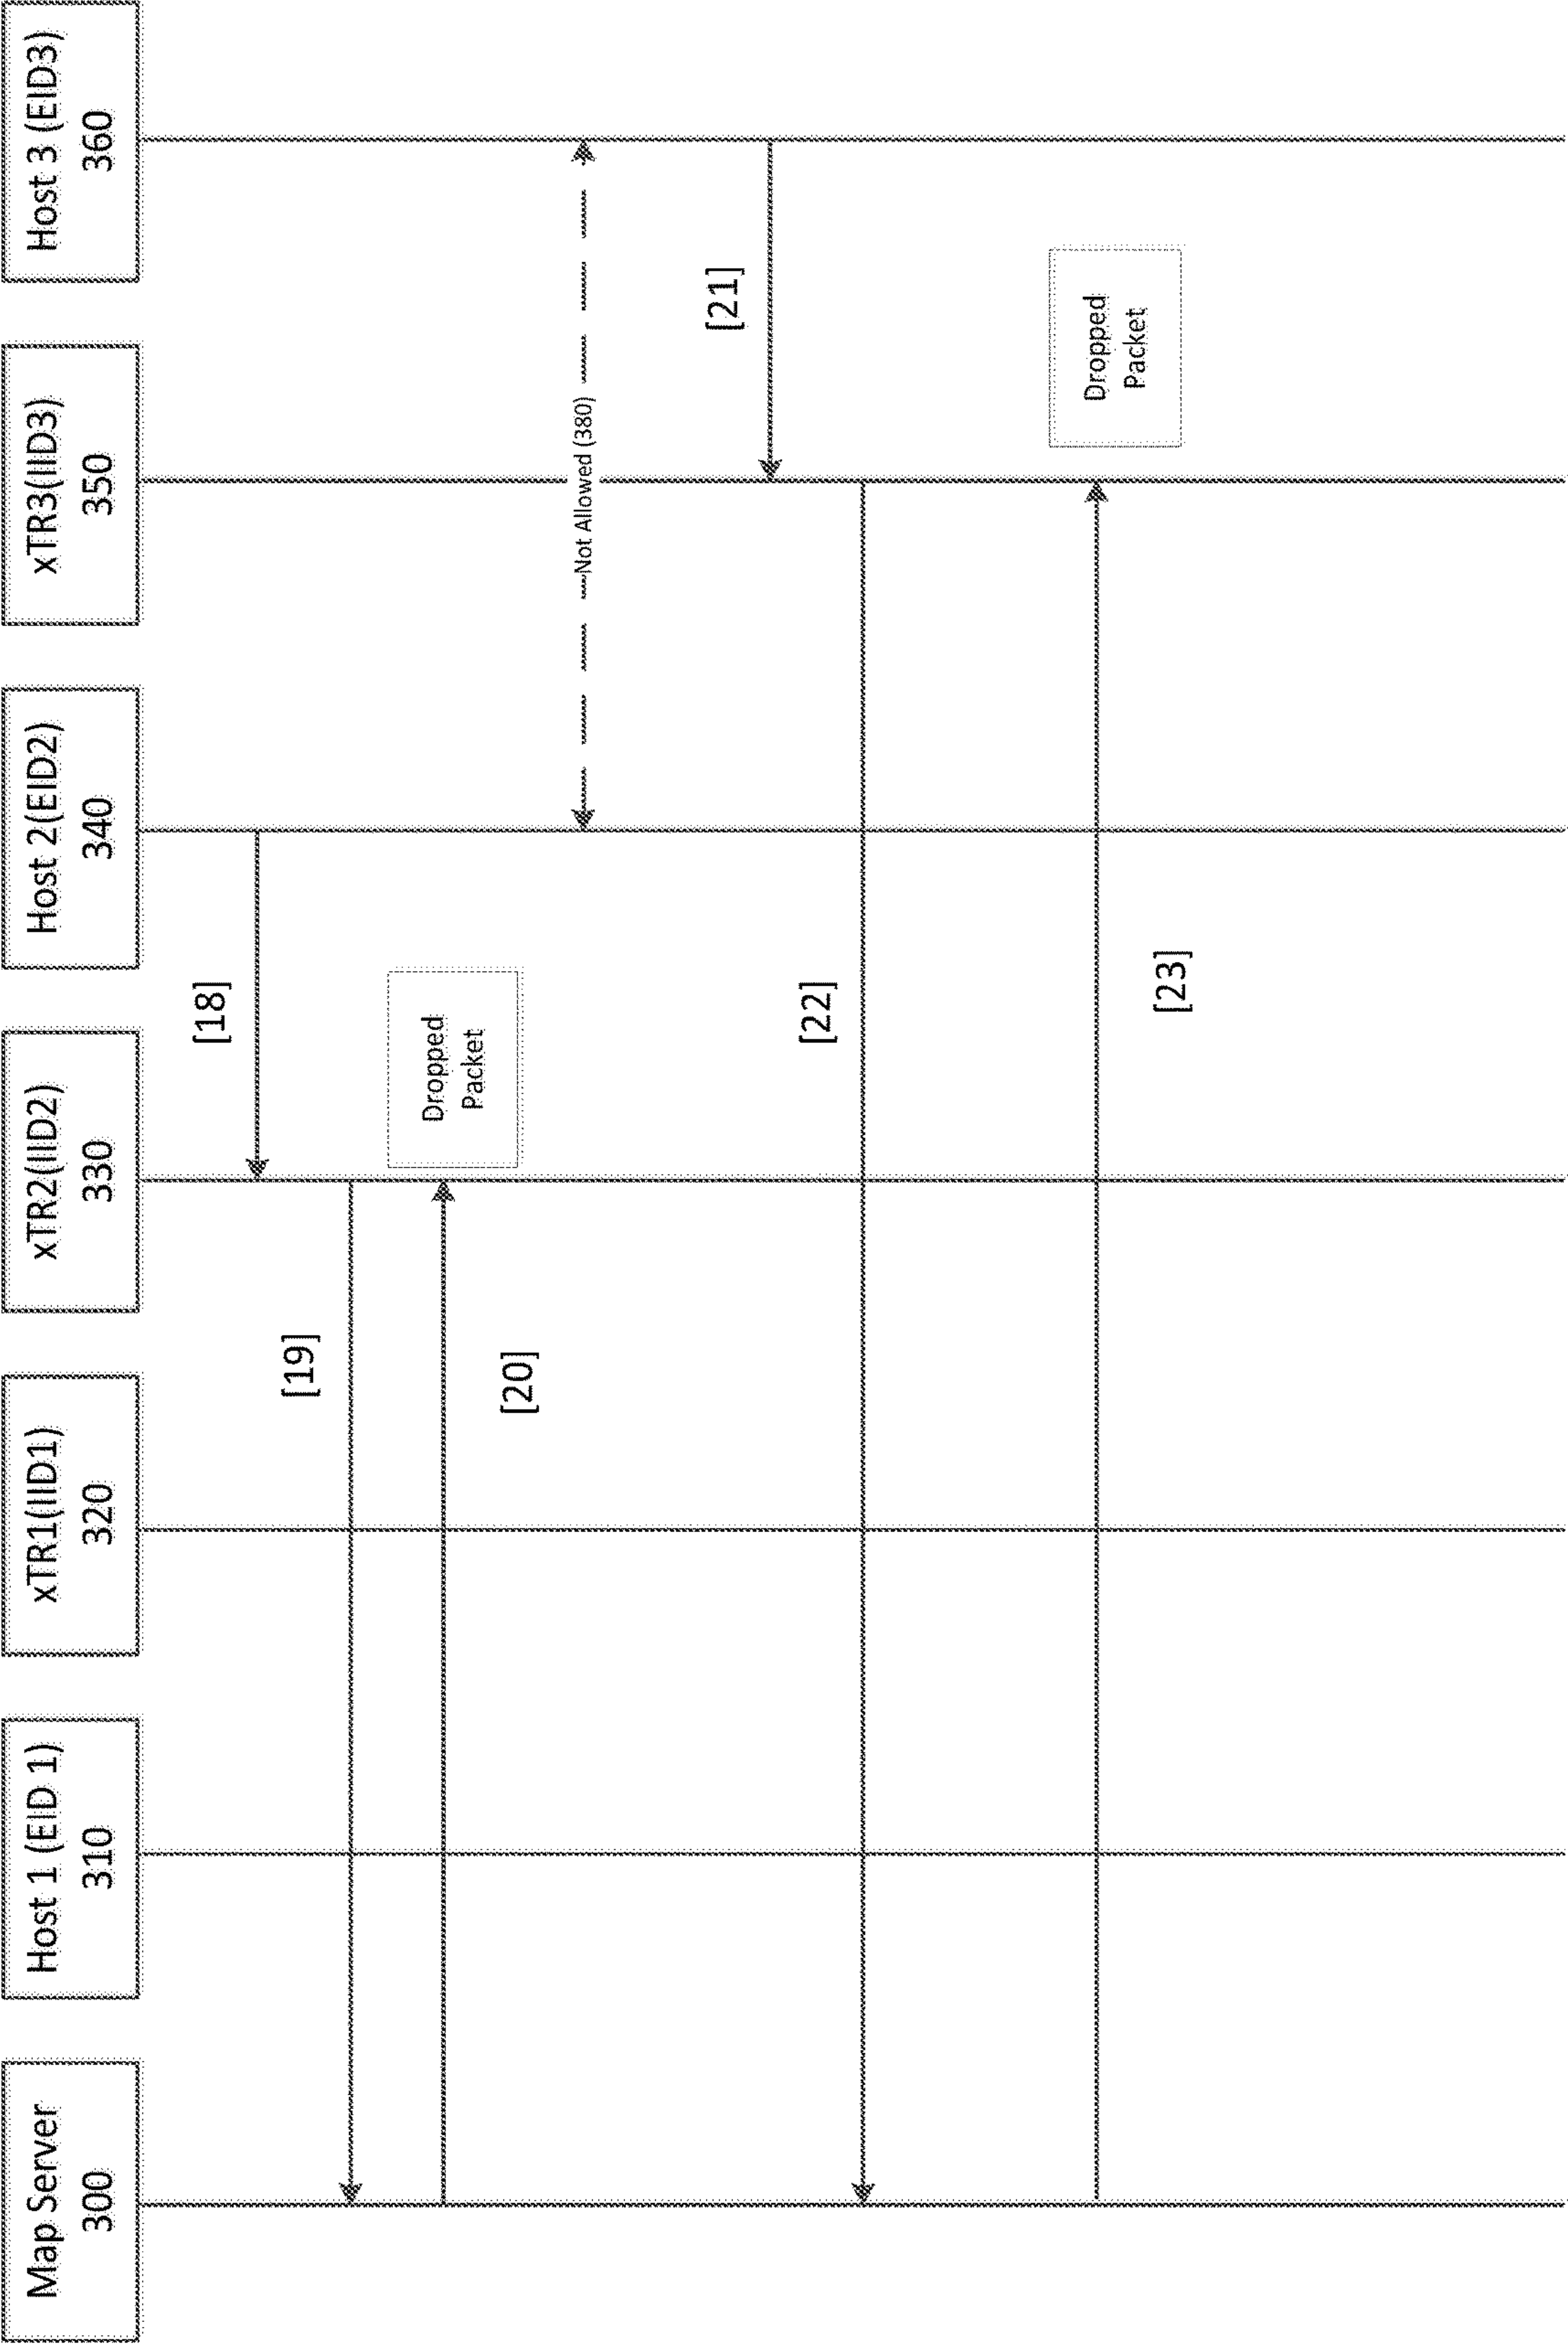 Map Server
300
Host 1 (EID 1)
310
xTR1(IID1)
320
xTR2(IID2)
330
Host 2(EID2)
340
xTR3(IID3)
350
Host 3 (EID3)
360
[18]
[19]
Dropped
Packet
[20]
Not Allowed (380)
[21]
[22]
Dropped
Packet
[23]